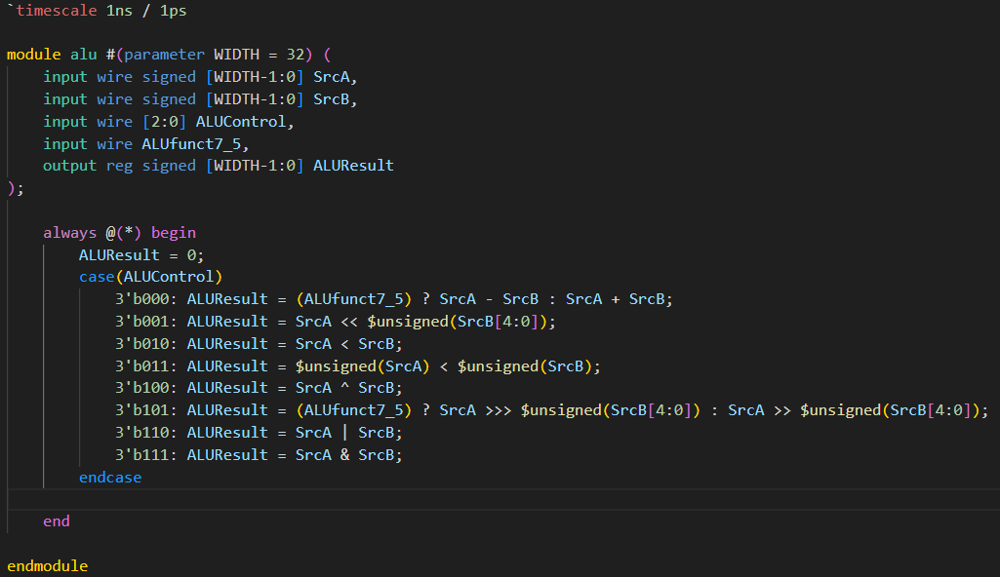 `timescale 1ns / 1ps
module alu #(parameter WIDTH = 32) (
input wire signed [WIDTH-1:0] SrcA,
input wire signed [WIDTH-1:0] SrcB,
input wire [2:0] ALUControl,
input wire ALUfunct7_5,
output reg signed [WIDTH-1:0] ALUResult
);
always @(*) begin
ALUResult = 0;
case(ALUControl)
3'b000: ALUResult = (ALUfunct7_5) ? SrcA - SrcB : SrcA + SrcB;
3'b001: ALUResult = SrcA << $unsigned(SrcB[4:0]);
3'b010: ALUResult = SrcA < SrcB;
3'b011: ALUResult = $unsigned(SrcA) < $unsigned(SrcB);
3'b100: ALUResult = SrcA ^ SrcB;
3'b101: ALUResult = (ALUfunct7_5) ? SrcA >>> $unsigned(SrcB[4:0]) : SrcA >> $unsigned(SrcB[4:0]);
3'b110: ALUResult = SrcA | SrcB;
3'b111: ALUResult = SrcA & SrcB;
endcase
end
endmodule